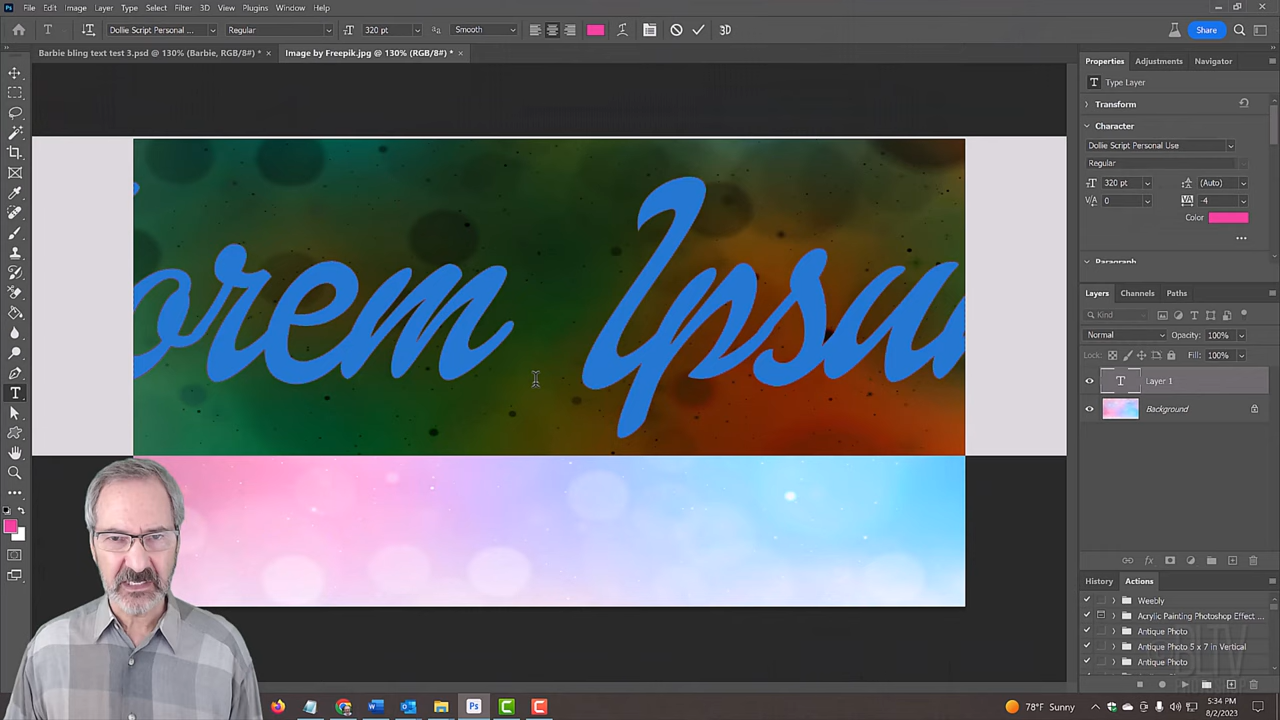 Ps File Edit Image Layer Type Select Filter 3D View Plugins Window Help
T Dollie Script Personal ... Regular 320 pt Smooth 3D Share
Barbie bling text test 3.psd @ 130% (Barbie, RGB/8#) * × Image by Freepik.jpg @ 130% (RGB/8#) * ×
Properties Adjustments Navigator
T Type Layer
Transform
Character
Dollie Script Personal Use
Regular
320 pt (Auto)
0 -4
Color
Paragraph
Layers Channels Paths
Kind
Normal Opacity: 100%
Lock: Fill: 100%
T Layer 1
Background
History Actions
Weebly
Acrylic Painting Photoshop Effect ...
Antique Photo
Antique Photo 5 x 7 in Vertical
Antique Photo
orem Ipsu
BLTV
78°F Sunny
5:34 PM
8/2/2023